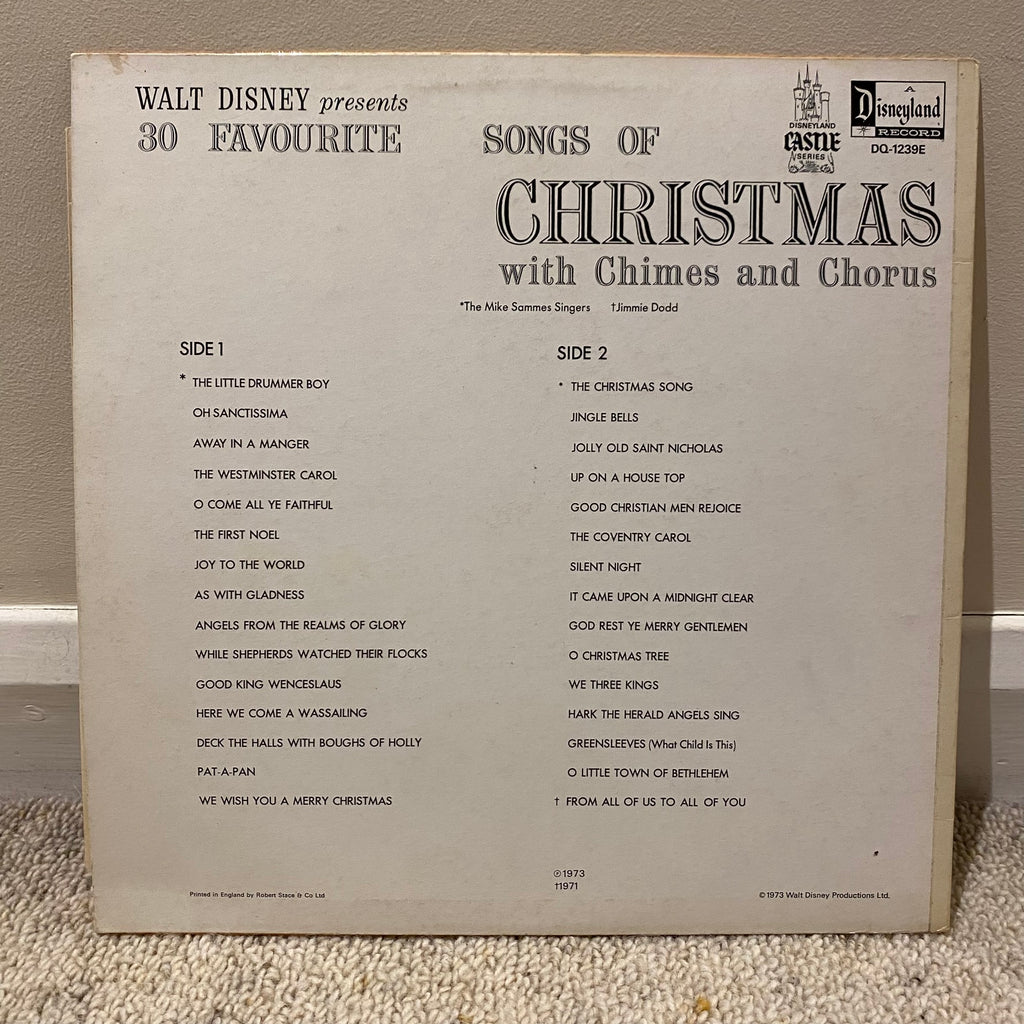 WALT DISNEY presents
30 FAVOURITE SONGS OF
CHRISTMAS
with Chimes and Chorus
DISNEYLAND
CASTLE
SERIES
A
Disneyland
RECORD
DQ-1239E
*The Mike Sammes Singers †Jimmie Dodd
SIDE 1
* THE LITTLE DRUMMER BOY
OH SANCTISSIMA
AWAY IN A MANGER
THE WESTMINSTER CAROL
O COME ALL YE FAITHFUL
THE FIRST NOEL
JOY TO THE WORLD
AS WITH GLADNESS
ANGELS FROM THE REALMS OF GLORY
WHILE SHEPHERDS WATCHED THEIR FLOCKS
GOOD KING WENCESLAUS
HERE WE COME A WASSAILING
DECK THE HALLS WITH BOUGHS OF HOLLY
PAT-A-PAN
WE WISH YOU A MERRY CHRISTMAS
SIDE 2
* THE CHRISTMAS SONG
JINGLE BELLS
JOLLY OLD SAINT NICHOLAS
UP ON A HOUSE TOP
GOOD CHRISTIAN MEN REJOICE
THE COVENTRY CAROL
SILENT NIGHT
IT CAME UPON A MIDNIGHT CLEAR
GOD REST YE MERRY GENTLEMEN
O CHRISTMAS TREE
WE THREE KINGS
HARK THE HERALD ANGELS SING
GREENSLEEVES (What Child Is This)
O LITTLE TOWN OF BETHLEHEM
† FROM ALL OF US TO ALL OF YOU
℗1973
†1971
Printed in England by Robert Stace & Co Ltd
©1973 Walt Disney Productions Ltd.